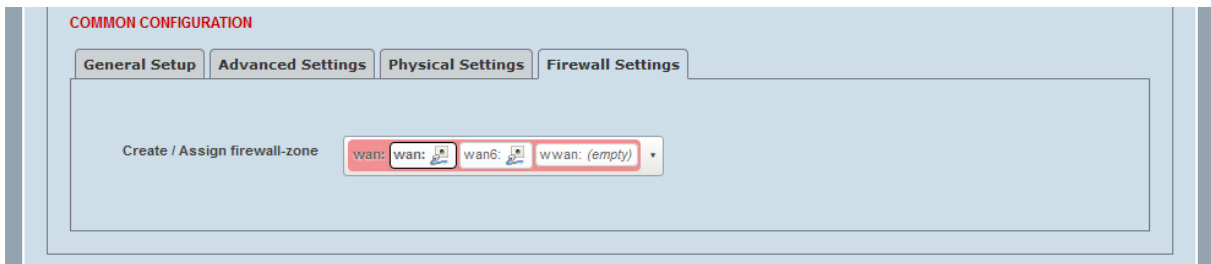 COMMON CONFIGURATION
General Setup Advanced Settings Physical Settings Firewall Settings
Create / Assign firewall-zone wan: wan: wan6: wwan: (empty)